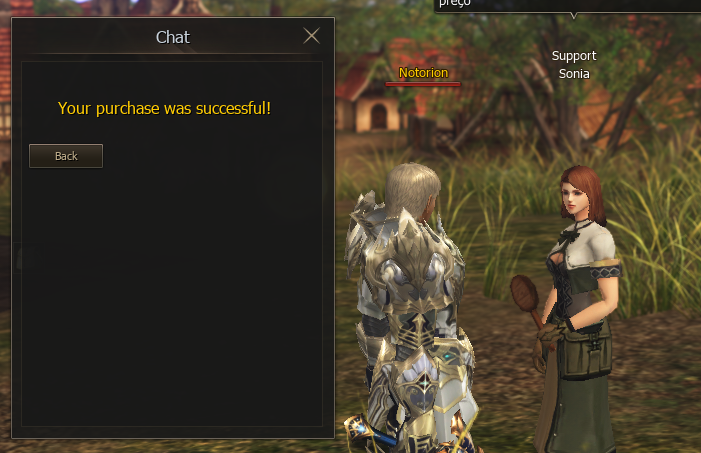 preço
Chat
Support
Sonia
Notorion
Your purchase was successful!
Back